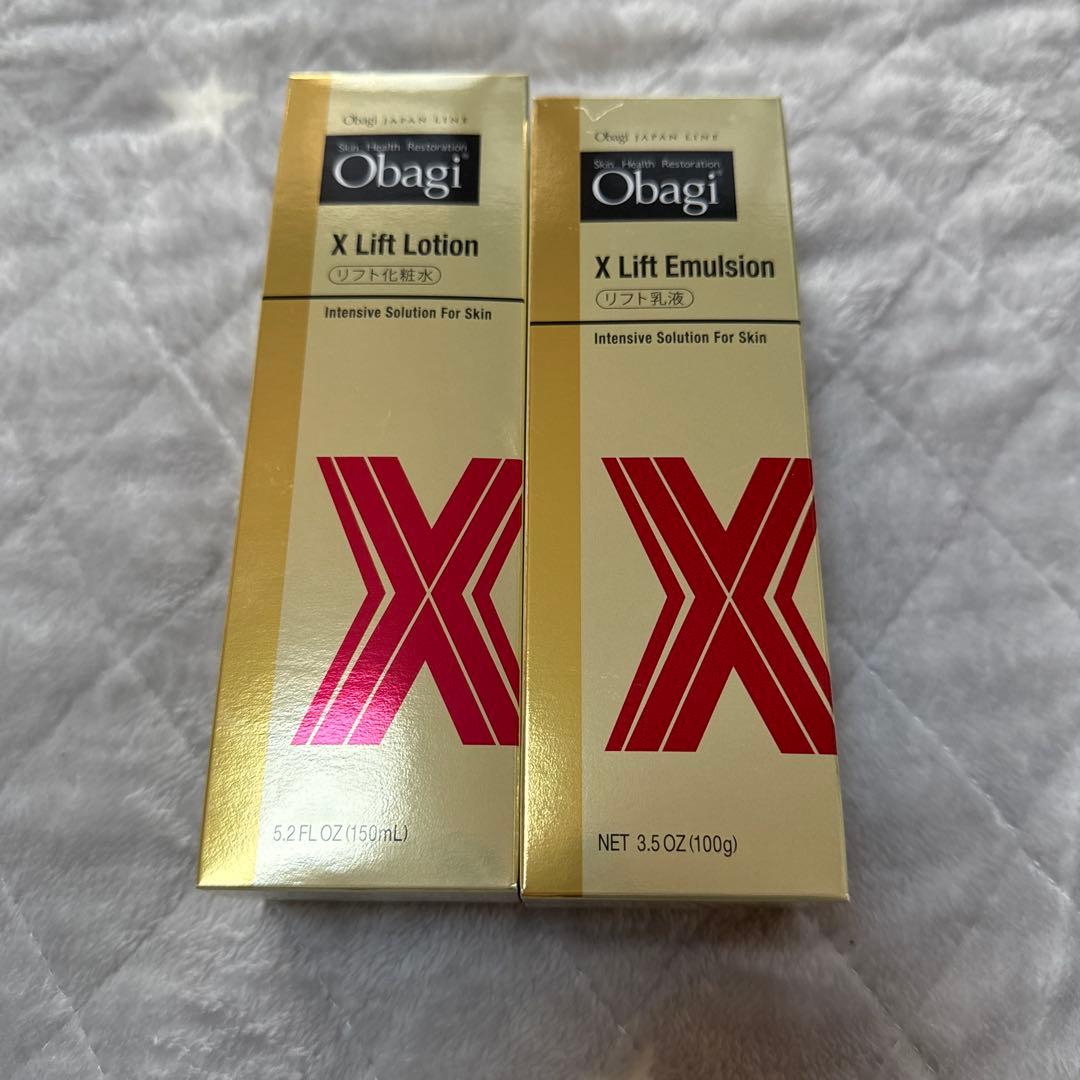 Obagi JAPAN LINE
Skin Health Restoration
Obagi®
X Lift Lotion
リフト化粧水
Intensive Solution For Skin
X
5.2 FL OZ (150mL)
Obagi JAPAN LINE
Skin Health Restoration
Obagi®
X Lift Emulsion
リフト乳液
Intensive Solution For Skin
X
NET 3.5 OZ (100g)